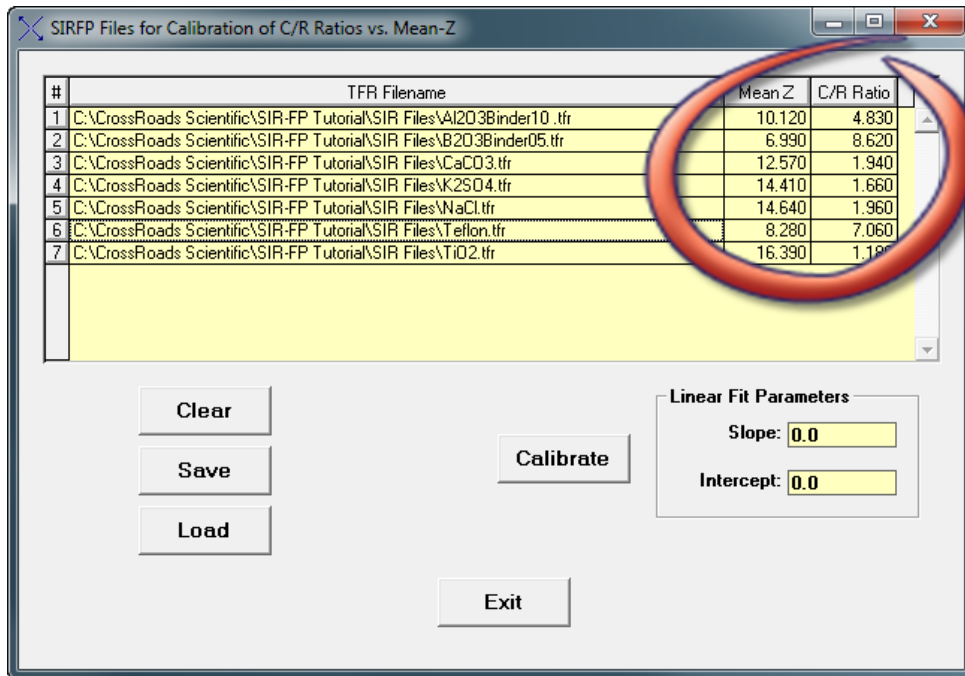 SIRFP Files for Calibration of C/R Ratios vs. Mean-Z
# TFR Filename Mean Z C/R Ratio
1 C:\CrossRoads Scientific\SIR-FP Tutorial\SIR Files\Al2O3Binder10 .tfr 10.120 4.830
2 C:\CrossRoads Scientific\SIR-FP Tutorial\SIR Files\B2O3Binder05.tfr 6.990 8.620
3 C:\CrossRoads Scientific\SIR-FP Tutorial\SIR Files\CaCO3.tfr 12.570 1.940
4 C:\CrossRoads Scientific\SIR-FP Tutorial\SIR Files\K2SO4.tfr 14.410 1.660
5 C:\CrossRoads Scientific\SIR-FP Tutorial\SIR Files\NaCl.tfr 14.640 1.960
6 C:\CrossRoads Scientific\SIR-FP Tutorial\SIR Files\Teflon.tfr 8.280 7.060
7 C:\CrossRoads Scientific\SIR-FP Tutorial\SIR Files\TiO2.tfr 16.390
Clear
Save
Load
Calibrate
Linear Fit Parameters
Slope: 0.0
Intercept: 0.0
Exit